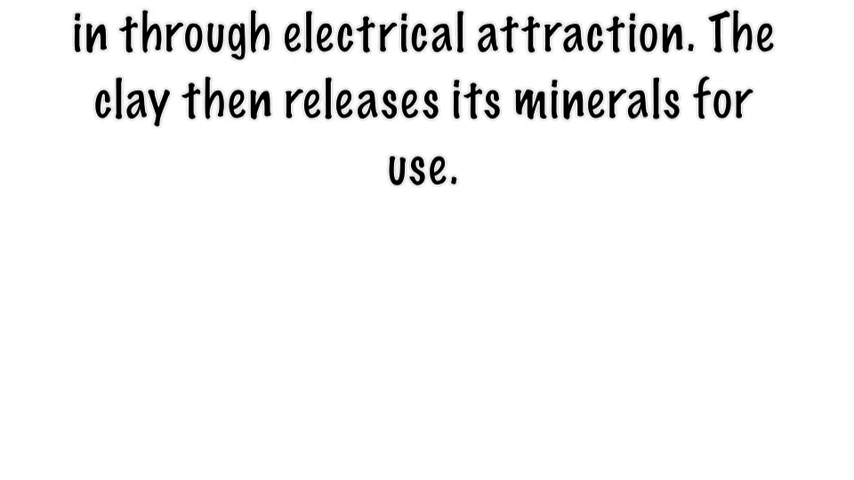 in through electrical attraction. The
clay then releases its minerals for
use.